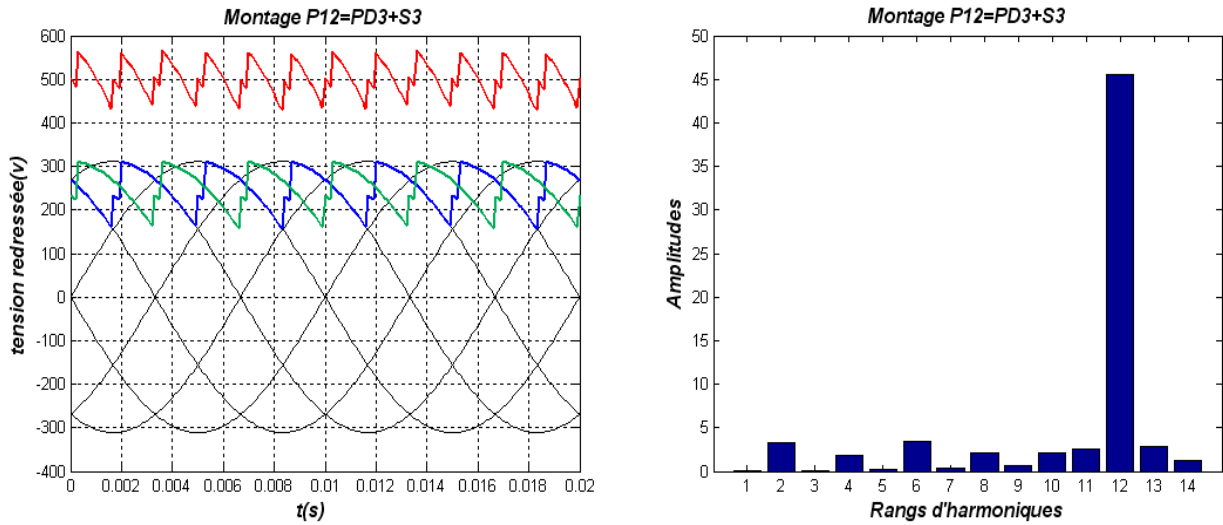 Montage P12=PD3+S3
600
500
400
300
200
100
0
-100
-200
-300
-400
0 0.002 0.004 0.006 0.008 0.01 0.012 0.014 0.016 0.018 0.02
tension redressée(v)
t(s)
Montage P12=PD3+S3
50
45
40
35
30
25
20
15
10
5
0
1 2 3 4 5 6 7 8 9 10 11 12 13 14
Amplitudes
Rangs d'harmoniques